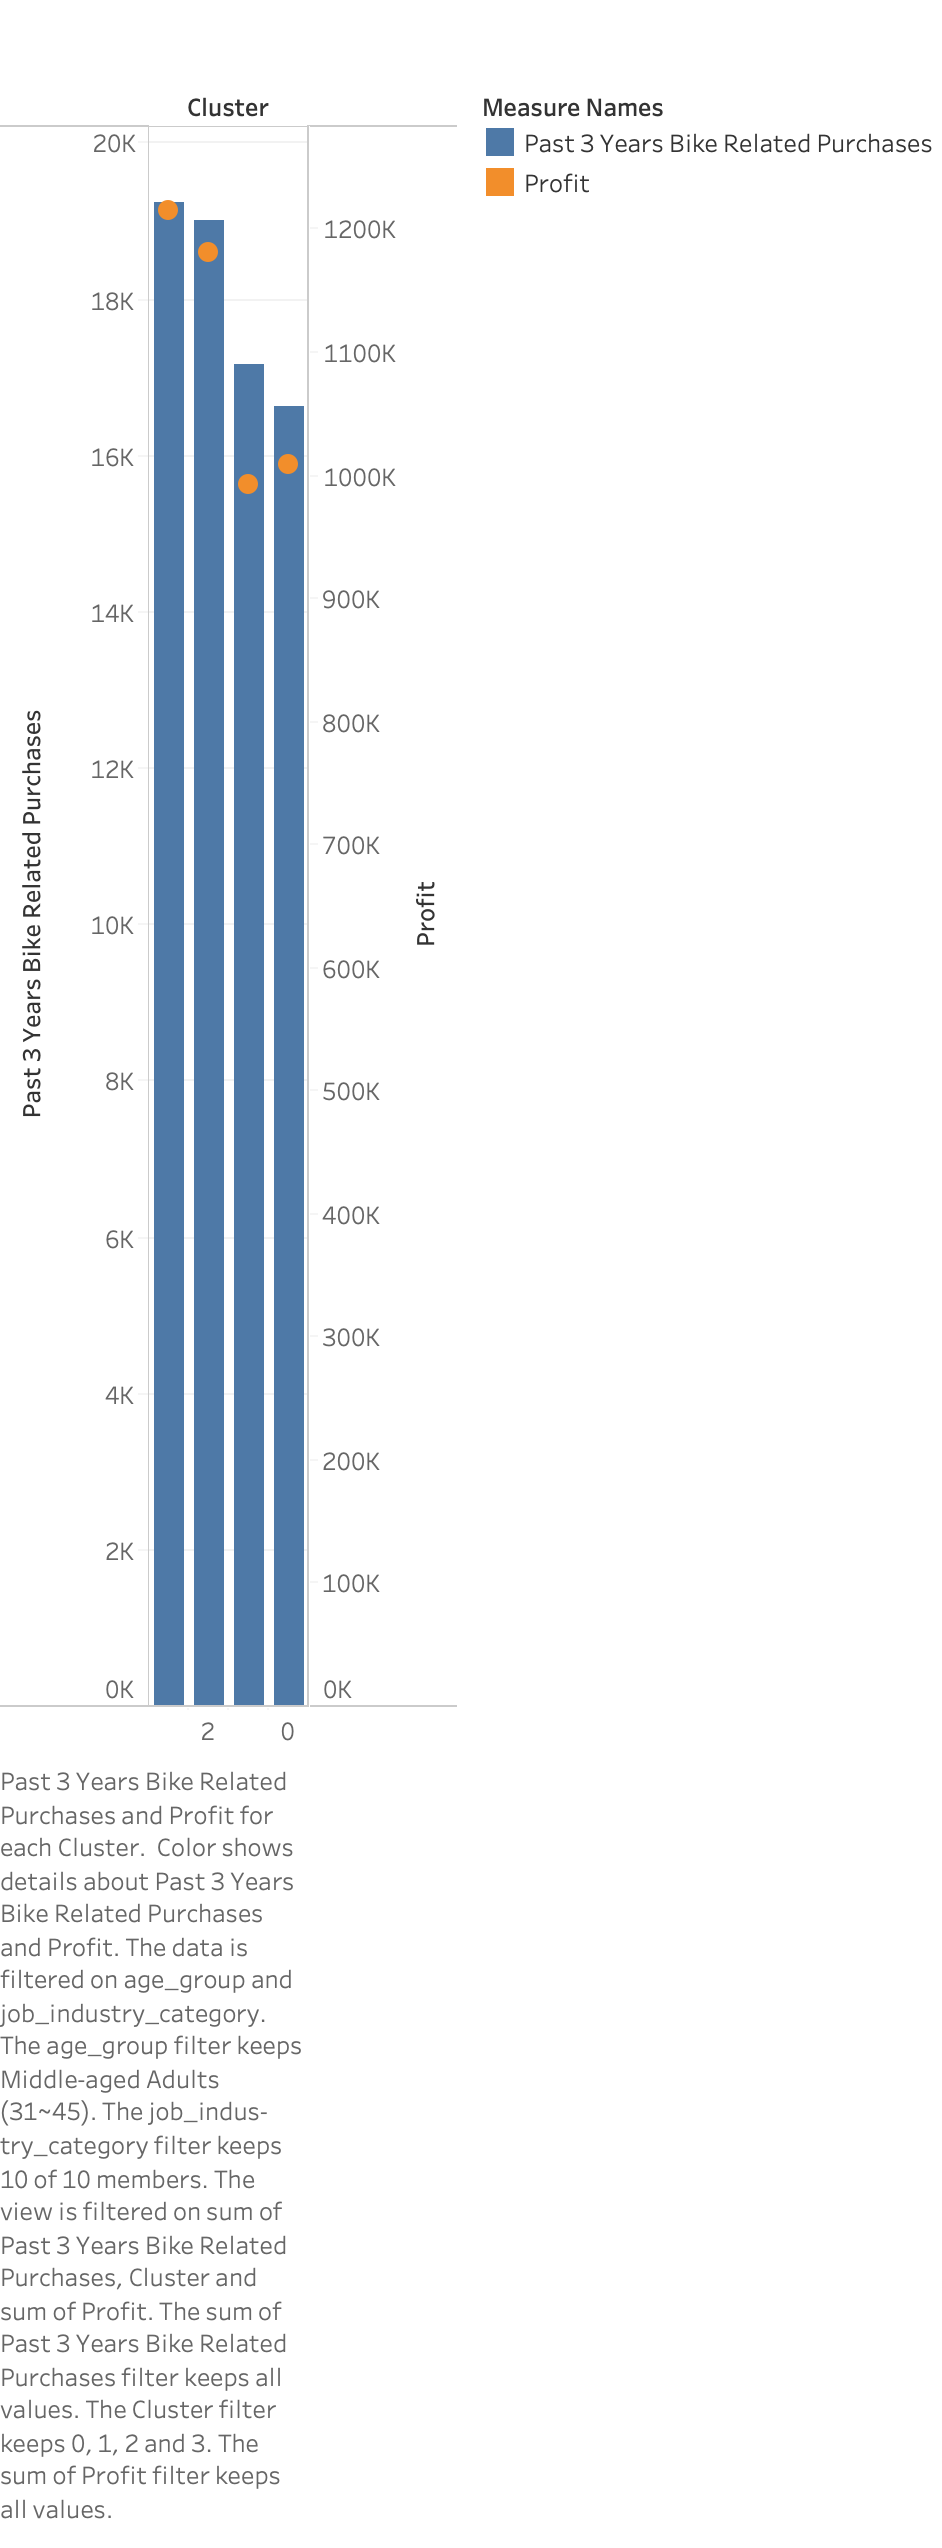 Cluster
Measure Names
Past 3 Years Bike Related Purchases
Profit
20K
18K
16K
14K
12K
10K
8K
6K
4K
2K
0K
Past 3 Years Bike Related Purchases
1200K
1100K
1000K
900K
800K
700K
600K
500K
400K
300K
200K
100K
0K
Profit
2 0
Past 3 Years Bike Related
Purchases and Profit for
each Cluster.  Color shows
details about Past 3 Years
Bike Related Purchases
and Profit. The data is
filtered on age_group and
job_industry_category.
The age_group filter keeps
Middle-aged Adults
(31~45). The job_indus-
try_category filter keeps
10 of 10 members. The
view is filtered on sum of
Past 3 Years Bike Related
Purchases, Cluster and
sum of Profit. The sum of
Past 3 Years Bike Related
Purchases filter keeps all
values. The Cluster filter
keeps 0, 1, 2 and 3. The
sum of Profit filter keeps
all values.